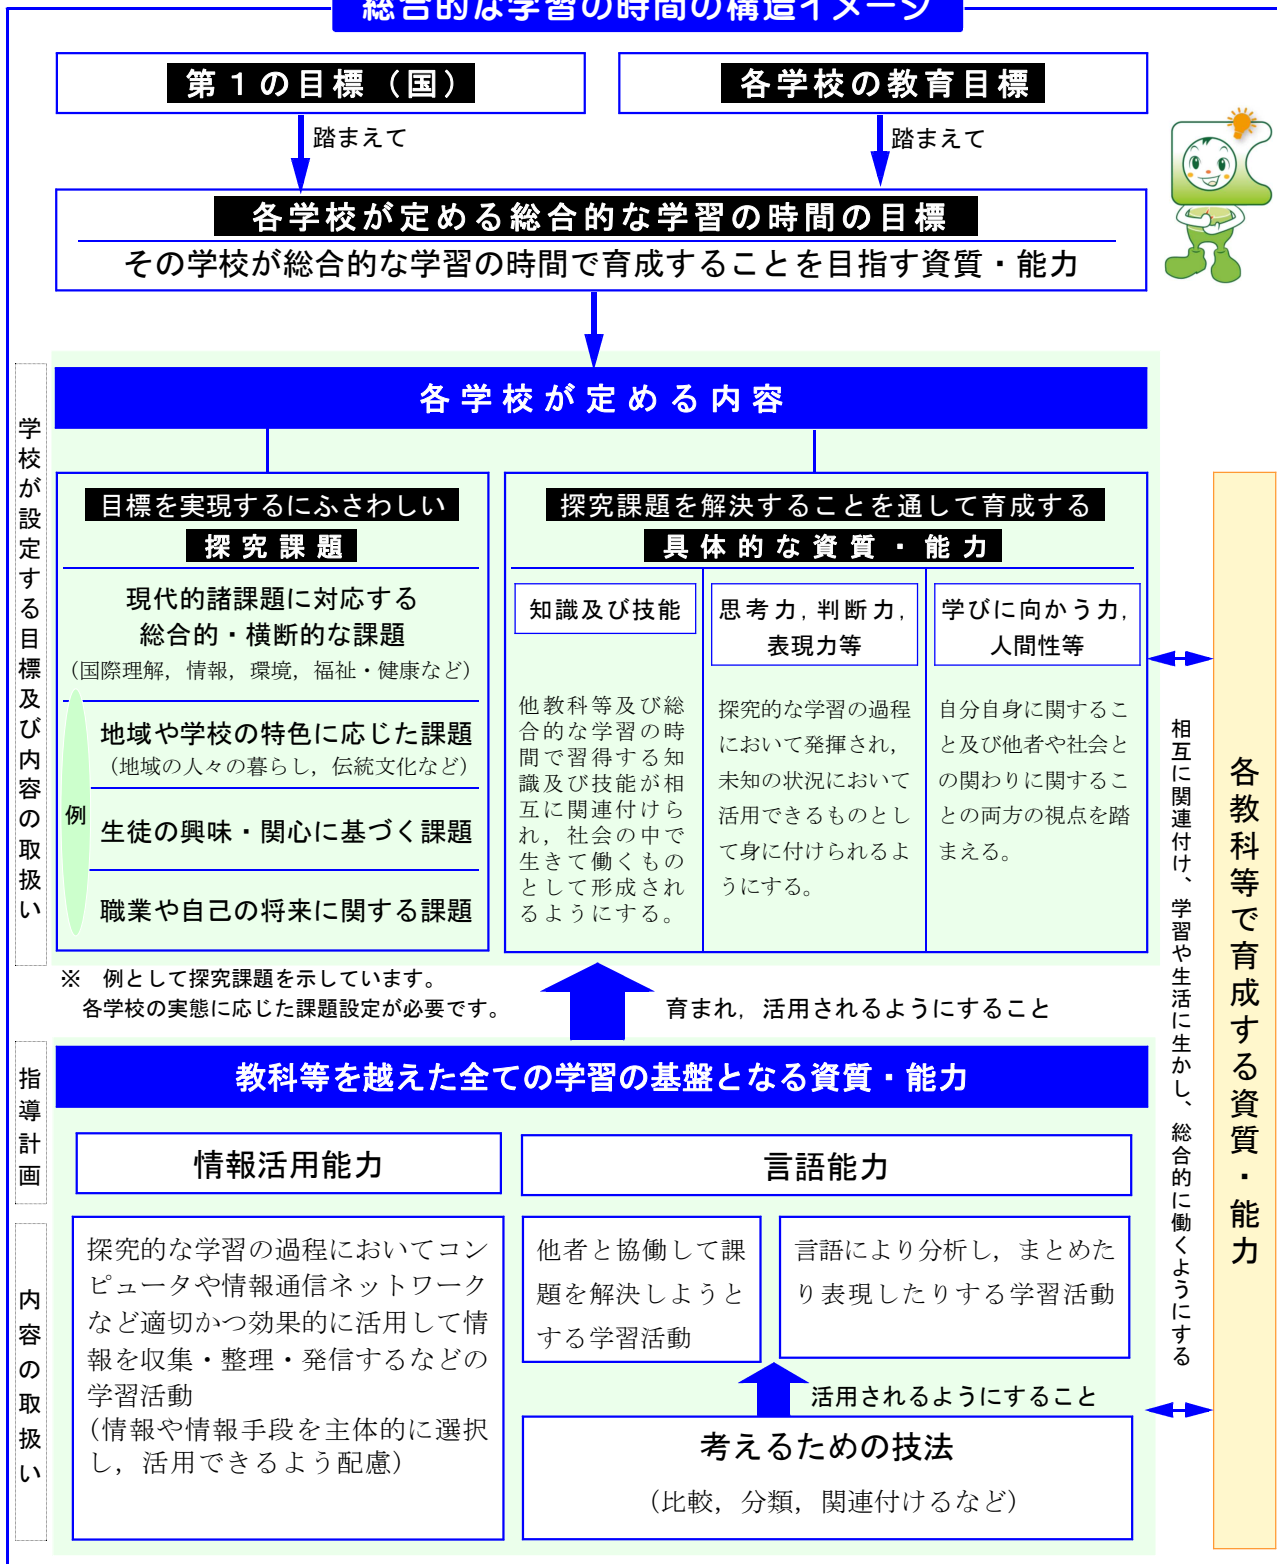 総合的な学習の時間の構造イメージ
第１の目標（国）
各学校の教育目標
踏まえて
踏まえて
各学校が定める総合的な学習の時間の目標
その学校が総合的な学習の時間で育成することを目指す資質・能力
学校が設定する目標及び内容の取扱い
各学校が定める内容
目標を実現するにふさわしい
探究課題
現代的諸課題に対応する
総合的・横断的な課題
（国際理解，情報，環境，福祉・健康など）
例
地域や学校の特色に応じた課題
（地域の人々の暮らし，伝統文化など）
生徒の興味・関心に基づく課題
職業や自己の将来に関する課題
探究課題を解決することを通して育成する
具体的な資質・能力
知識及び技能
他教科等及び総
合的な学習の時
間で習得する知
識及び技能が相
互に関連付けら
れ，社会の中で
生きて働くもの
として形成され
るようにする。
思考力，判断力，
表現力等
探究的な学習の過程
において発揮され，
未知の状況において
活用できるものとし
て身に付けられるよ
うにする。
学びに向かう力，
人間性等
自分自身に関するこ
と及び他者や社会と
の関わりに関するこ
との両方の視点を踏
まえる。
※　例として探究課題を示しています。
各学校の実態に応じた課題設定が必要です。
育まれ，活用されるようにすること
指導計画
教科等を越えた全ての学習の基盤となる資質・能力
内容の取扱い
情報活用能力
探究的な学習の過程においてコン
ピュータや情報通信ネットワーク
など適切かつ効果的に活用して情
報を収集・整理・発信するなどの
学習活動
（情報や情報手段を主体的に選択
し，活用できるよう配慮）
言語能力
他者と協働して課
題を解決しようと
する学習活動
言語により分析し，まとめた
り表現したりする学習活動
活用されるようにすること
考えるための技法
（比較，分類，関連付けるなど）
相互に関連付け、学習や生活に生かし、総合的に働くようにする
各教科等で育成する資質・能力